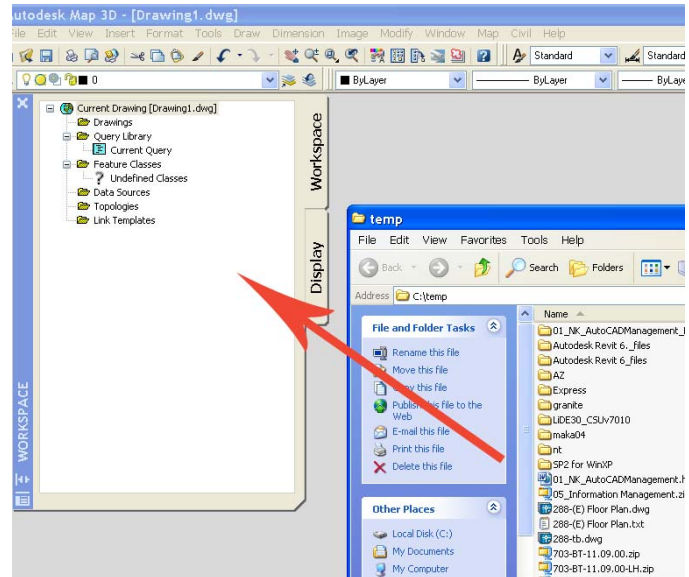 Autodesk Map 3D - [Drawing1.dwg]
File Edit View Insert Format Tools Draw Dimension Image Modify Window Map Civil Help
Standard Standard
0 ByLayer ByLayer ByLaye
Current Drawing [Drawing1.dwg]
Drawings
Query Library
Current Query
Feature Classes
Undefined Classes
Data Sources
Topologies
Link Templates
Workspace
Display
WORKSPACE
temp
File Edit View Favorites Tools Help
Back Search Folders
Address C:\temp
File and Folder Tasks
Rename this file
Move this file
Copy this file
Publish this file to the
Web
E-mail this file
Print this file
Delete this file
Other Places
Local Disk (C:)
My Documents
My Computer
Name
01_NK_AutoCADManagement_
Autodesk Revit 6._files
Autodesk Revit 6_files
AZ
Express
granite
LiDE30_CSUv7010
maka04
nt
SP2 for WinXP
01_NK_AutoCADManagement.h
05_Information Management.zi
288-(E) Floor Plan.dwg
288-(E) Floor Plan.txt
288-tb.dwg
703-BT-11.09.00.zip
703-BT-11.09.00-LH.zip